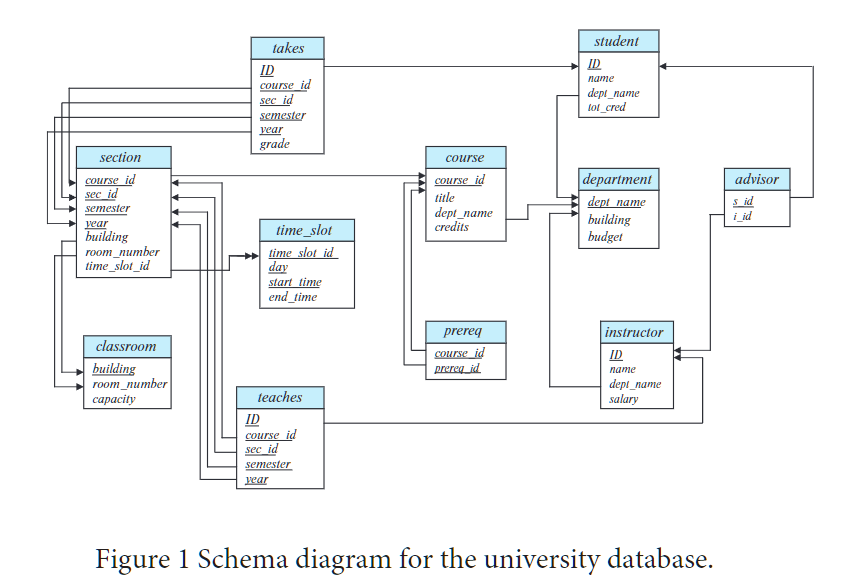 takes
ID
course_id
sec_id
semester
year
grade
student
ID
name
dept_name
tot_cred
section
course_id
sec_id
semester
year
building
room_number
time_slot_id
course
course_id
title
dept_name
credits
department
dept_name
building
budget
advisor
s_id
i_id
time_slot
time_slot_id
day
start_time
end_time
prereq
course_id
prereq_id
instructor
ID
name
dept_name
salary
classroom
building
room_number
capacity
teaches
ID
course_id
sec_id
semester
year
Figure 1 Schema diagram for the university database.